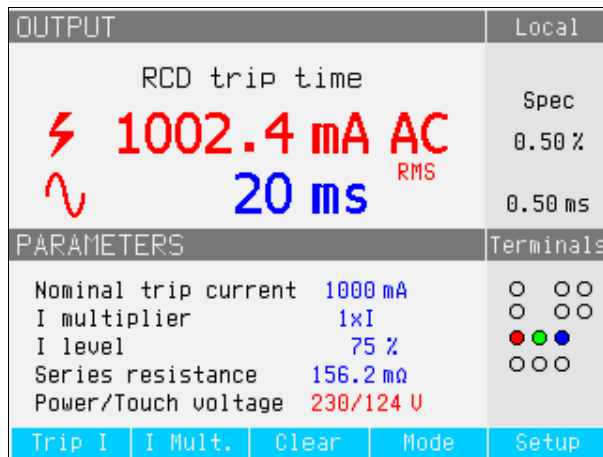 OUTPUT
Local
RCD trip time
1002.4 mA AC
RMS
20 ms
Spec
0.50 %
0.50 ms
PARAMETERS
Terminals
Nominal trip current 1000 mA
I multiplier 1xI
I level 75 %
Series resistance 156.2 mΩ
Power/Touch voltage 230/124 V
Trip I
I Mult.
Clear
Mode
Setup